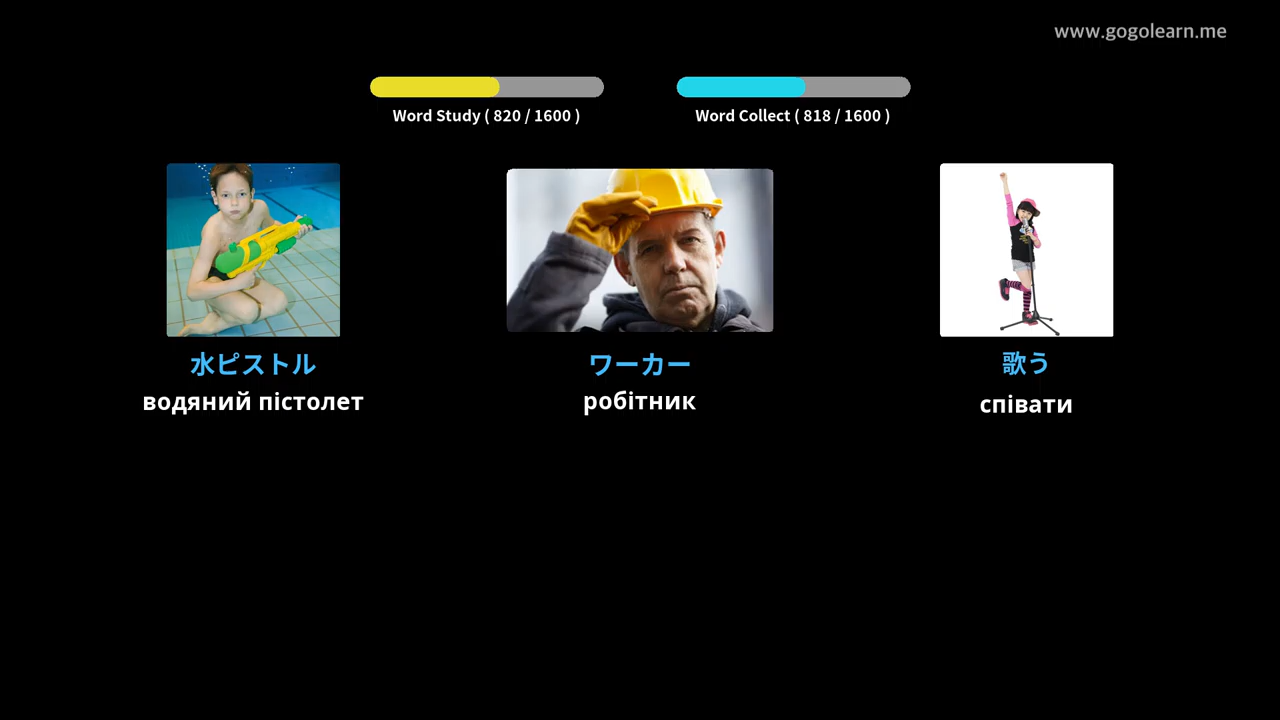 www.gogolearn.me
Word Study ( 820 / 1600 )
Word Collect ( 818 / 1600 )
水ピストル
водяний пістолет
ワーカー
робітник
歌う
співати